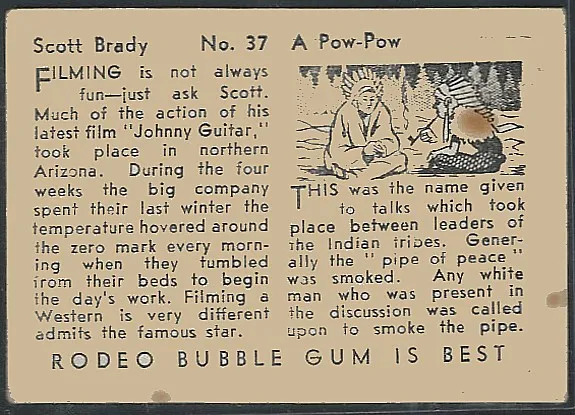 Scott Brady No. 37
FILMING is not always
fun—just ask Scott.
Much of the action of his
latest film "Johnny Guitar,"
took place in northern
Arizona. During the four
weeks the big company
spent their last winter the
temperature hovered around
the zero mark every morn-
ing when they tumbled
from their beds to begin
the day's work. Filming a
Western is very different
admits the famous star.
A Pow-Pow
THIS was the name given
to talks which took
place between leaders of
the Indian tribes. Gener-
ally the " pipe of peace "
was smoked. Any white
man who was present in
the discussion was called
upon to smoke the pipe.
RODEO BUBBLE GUM IS BEST